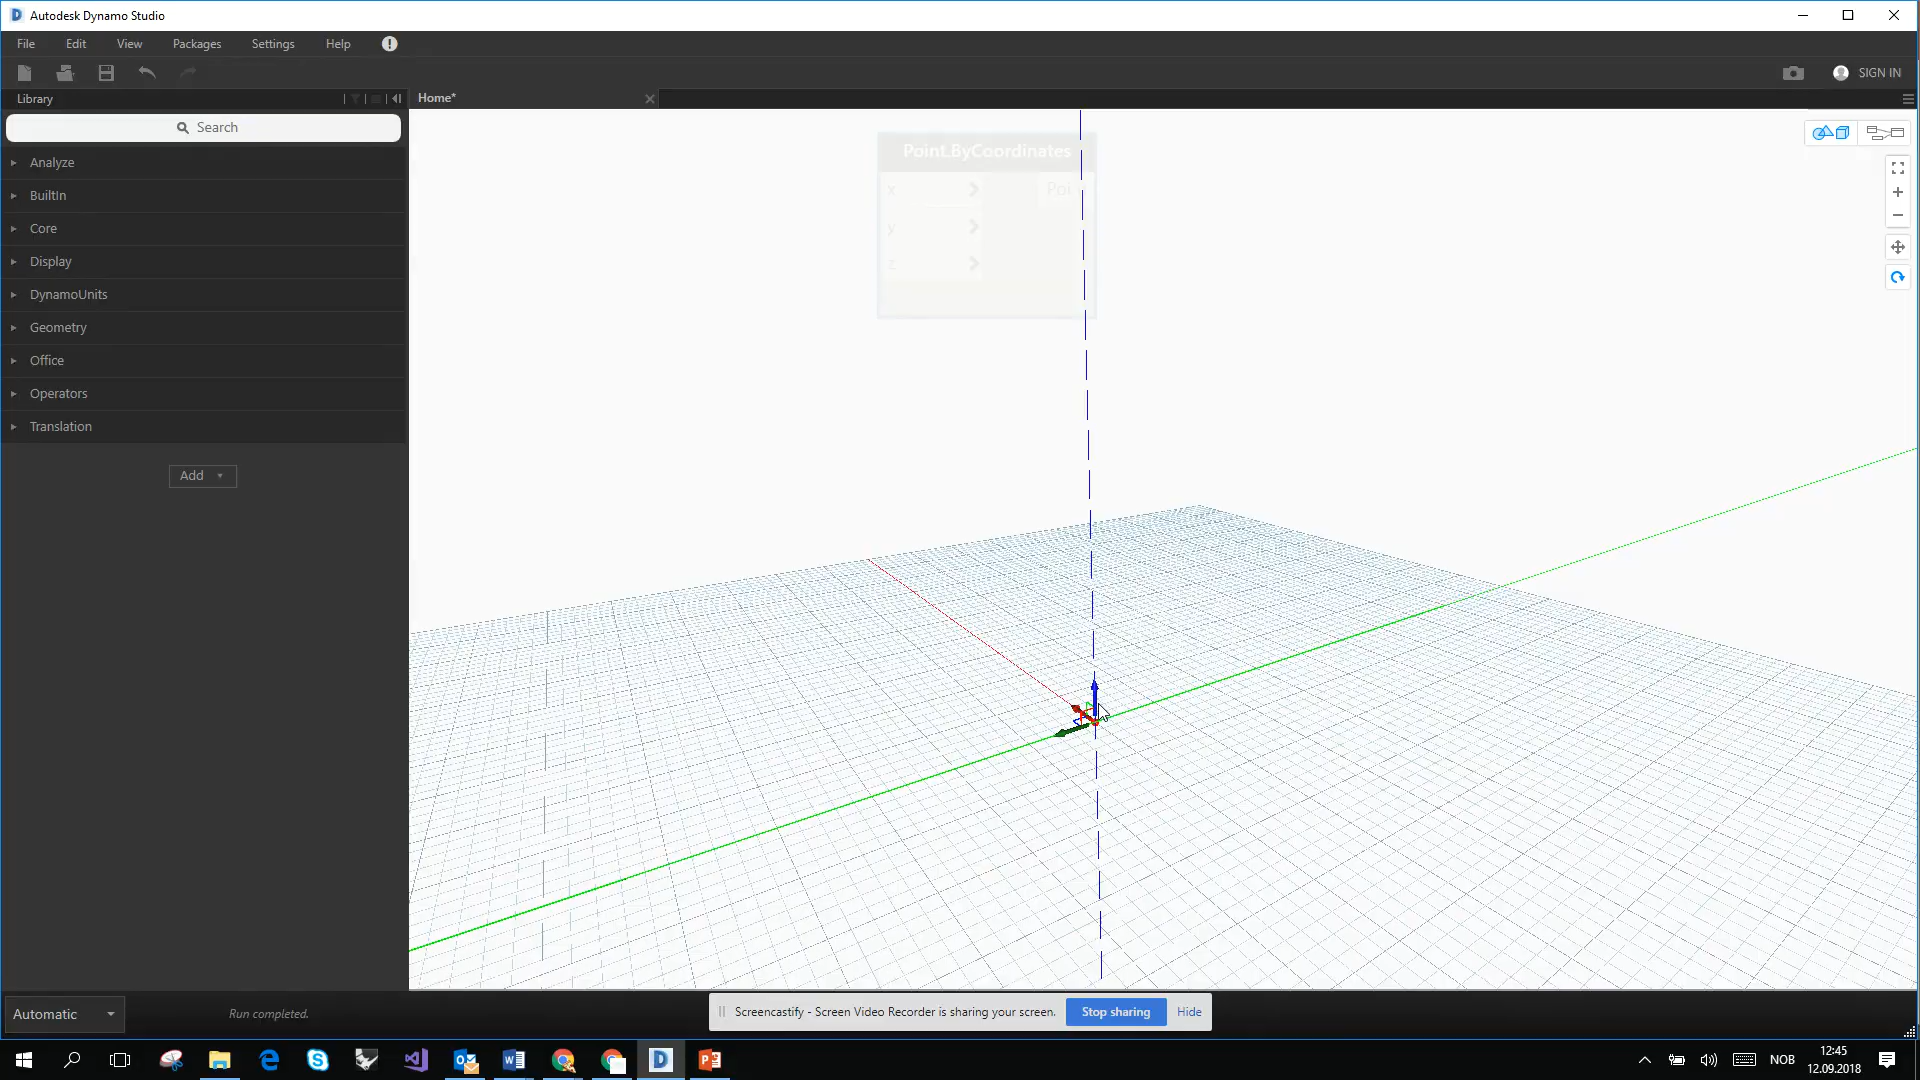 Autodesk Dynamo Studio
File Edit View Packages Settings Help
SIGN IN
Library
Home*
Search
Point.ByCoordinates
x Poi
y
z
Analyze
BuiltIn
Core
Display
DynamoUnits
Geometry
Office
Operators
Translation
Add
Automatic
Run completed.
Screencastify - Screen Video Recorder is sharing your screen. Stop sharing Hide
NOB
12:45
12.09.2018